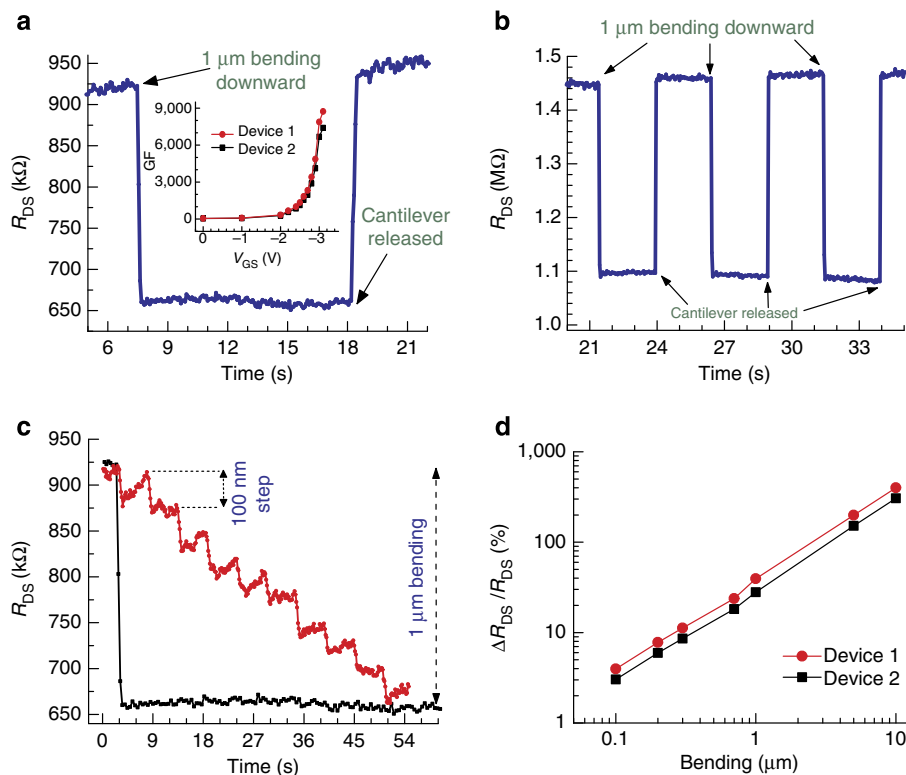 a
950
900
850
800
750
700
650
R_DS (kΩ)
6 9 12 15 18 21
Time (s)
1 μm bending
downward
Cantilever
released
9,000
6,000
3,000
0
GF
Device 1
Device 2
0 −1 −2 −3
V_GS (V)
b
1.5
1.4
1.3
1.2
1.1
1.0
R_DS (MΩ)
21 24 27 30 33
Time (s)
1 μm bending downward
Cantilever released
c
950
900
850
800
750
700
650
R_DS (kΩ)
0 9 18 27 36 45 54
Time (s)
100 nm
step
1 μm bending
d
1,000
100
10
1
ΔR_DS /R_DS (%)
0.1 1 10
Bending (μm)
Device 1
Device 2